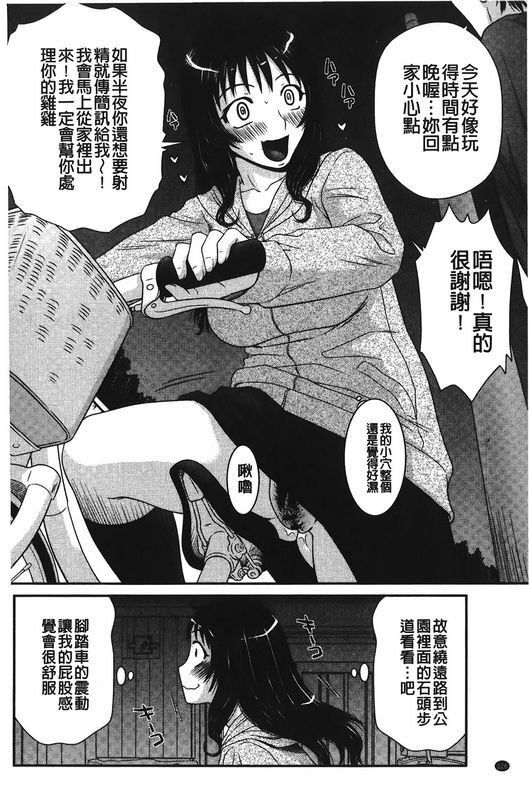 今天好像玩
得時間有點
晚喔…妳回
家小心點
唔嗯！真的
很謝謝！
如果半夜你還想要射
精就傳簡訊給我～！
我會馬上從家裡出
來！我一定會幫你處
理你的雞雞
我的小穴整個
還是覺得好濕
啾嚕
故意繞遠路到公
園裡面的石頭步
道看看…吧
腳踏車的震動
讓我的屁股感
覺會很舒服
キーコ
キーコ